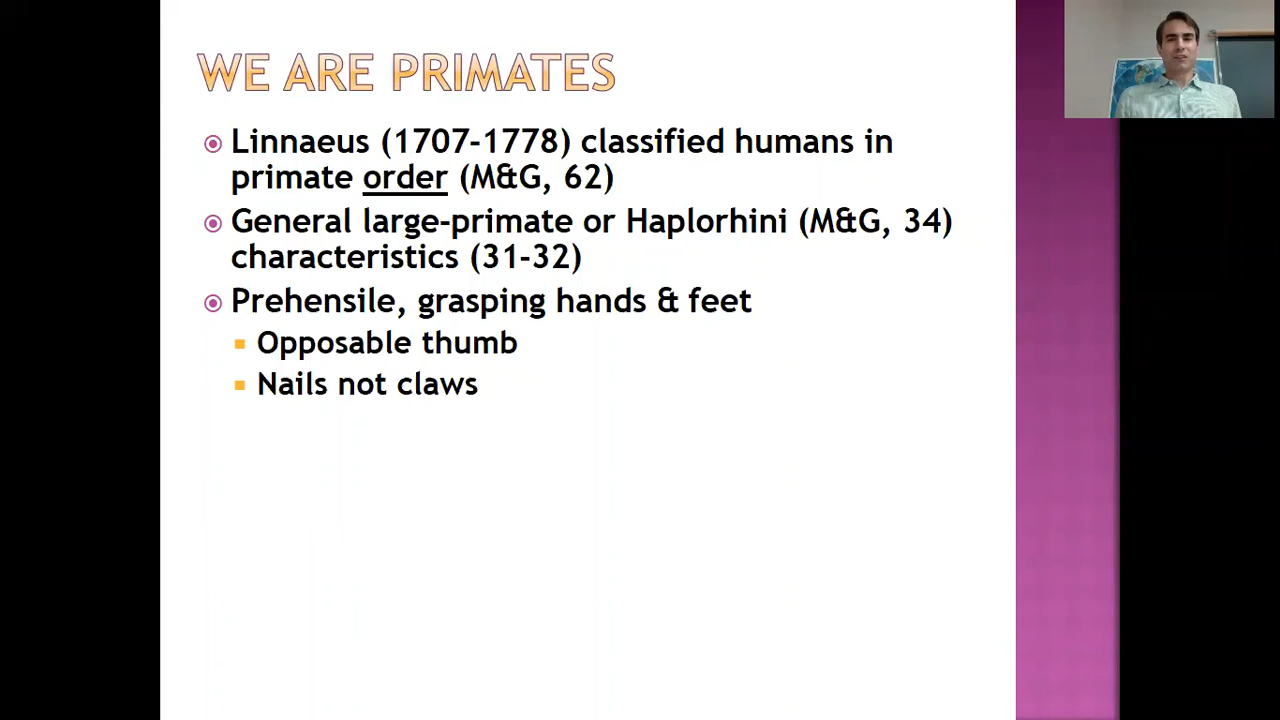 WE ARE PRIMATES
Linnaeus (1707-1778) classified humans in
primate order (M&G, 62)
General large-primate or Haplorhini (M&G, 34)
characteristics (31-32)
Prehensile, grasping hands & feet
Opposable thumb
Nails not claws